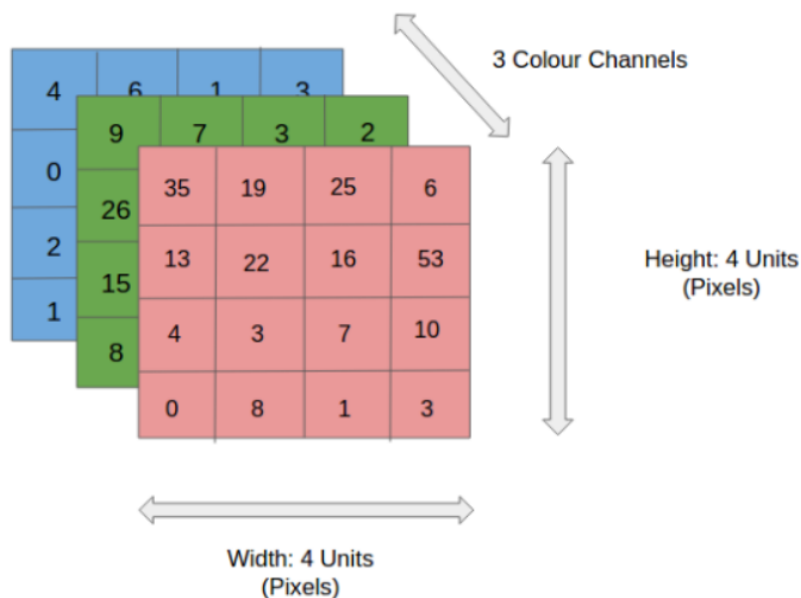 3 Colour Channels
4 6 1 3
9 7 3 2
0
35 19 25 6
26
13 22 16 53
Height: 4 Units
(Pixels)
2
15
4 3 7 10
1
8
0 8 1 3
Width: 4 Units
(Pixels)